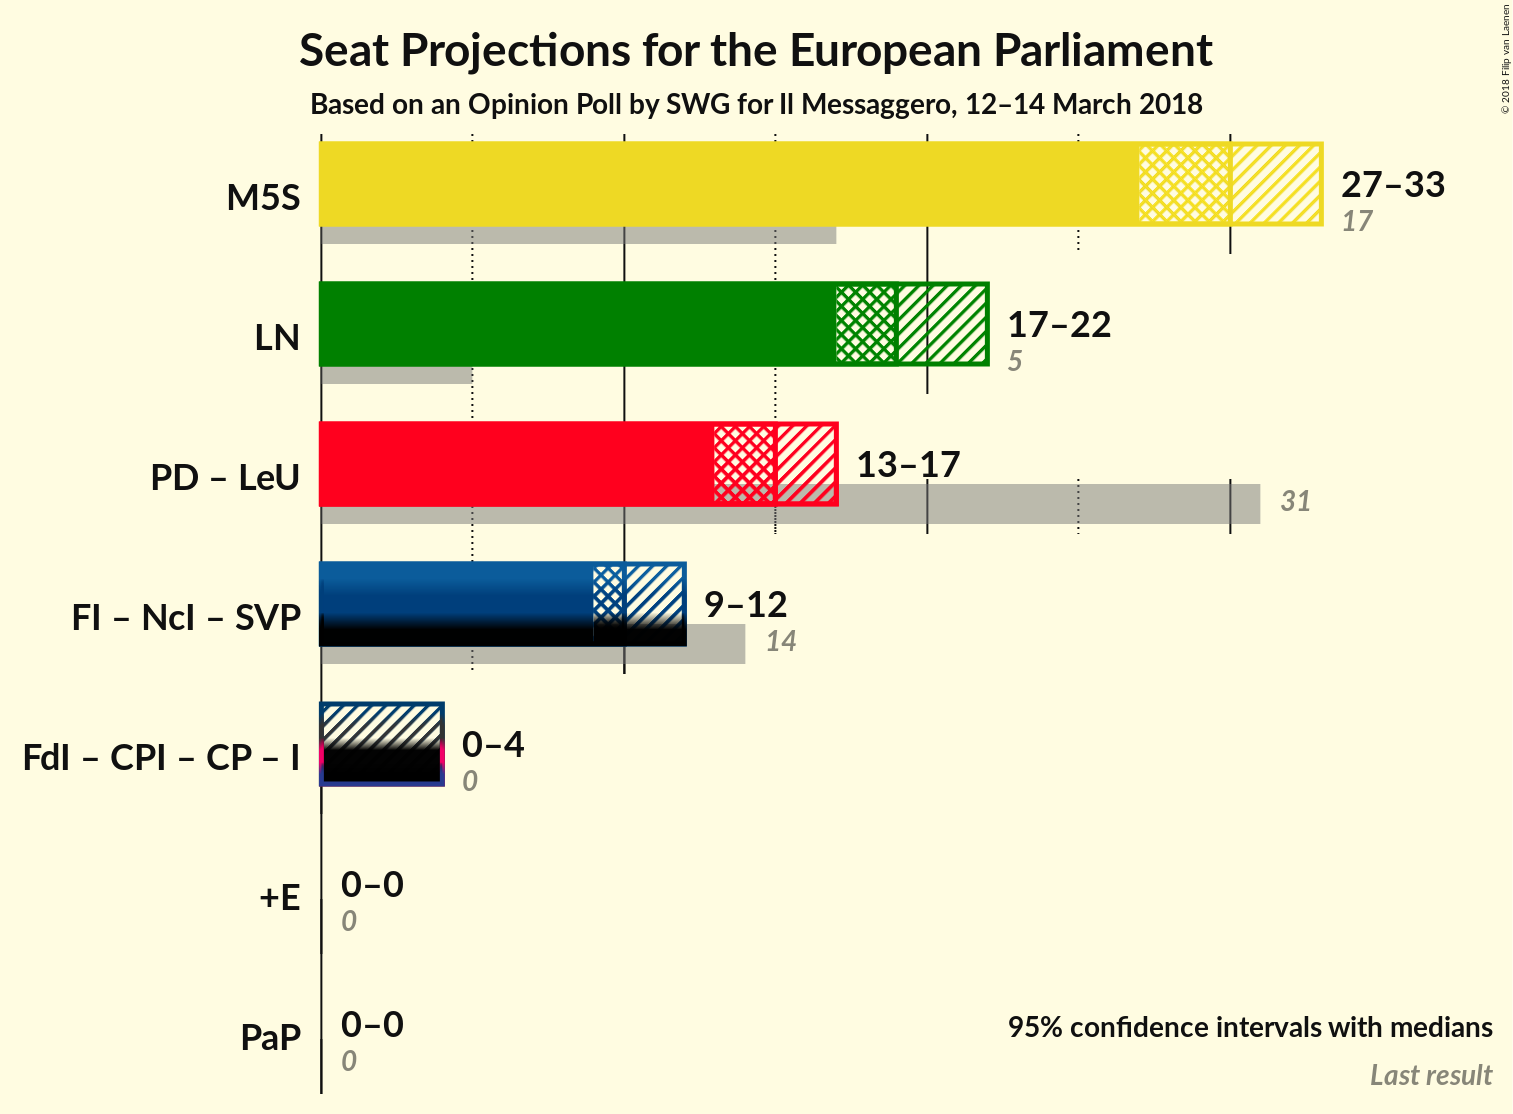 Seat Projections for the European Parliament
Based on an Opinion Poll by SWG for Il Messaggero, 12–14 March 2018
© 2018 Filip van Laenen
M5S
27–33
17
LN
17–22
5
PD – LeU
13–17
31
FI – NcI – SVP
9–12
14
FdI – CPI – CP – I
0–4
0
+E
0–0
0
PaP
0–0
0
95% confidence intervals with medians
Last result